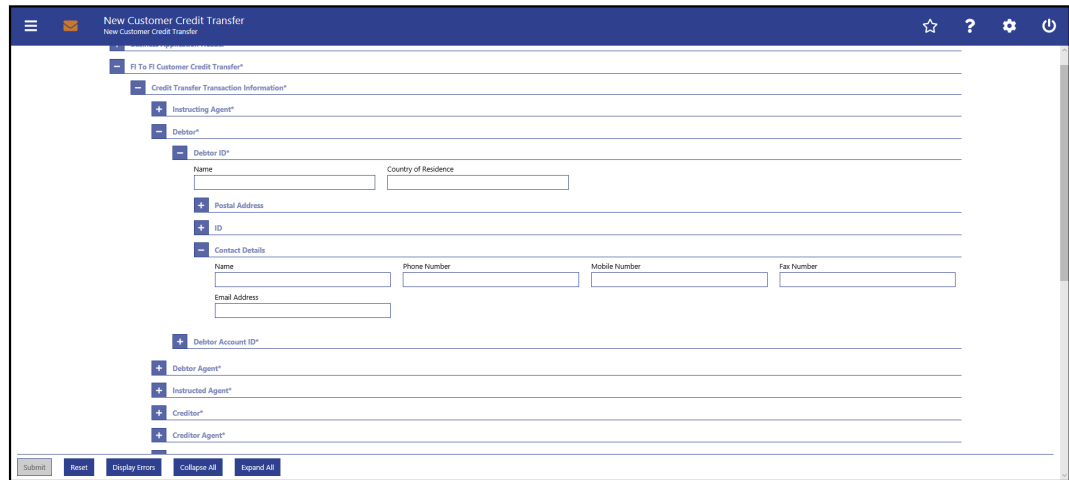 New Customer Credit Transfer
New Customer Credit Transfer
?
Business Application Header
FI To FI Customer Credit Transfer*
Credit Transfer Transaction Information*
Instructing Agent*
Debtor*
Debtor ID*
Name Country of Residence
Postal Address
ID
Contact Details
Name Phone Number Mobile Number Fax Number
Email Address
Debtor Account ID*
Debtor Agent*
Instructed Agent*
Creditor*
Creditor Agent*
Submit Reset Display Errors Collapse All Expand All